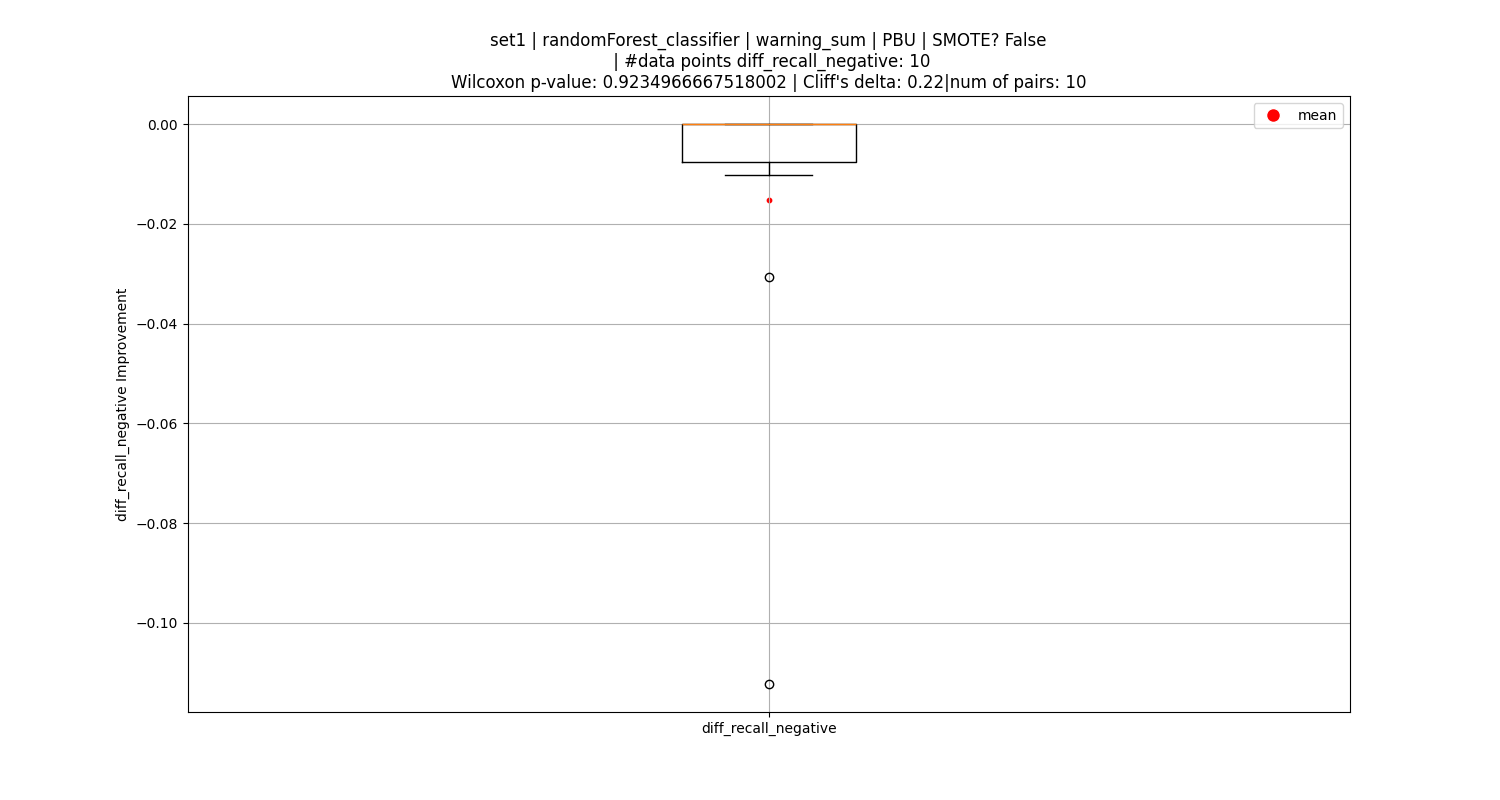 set1 | randomForest_classifier | warning_sum | PBU | SMOTE? False
| #data points diff_recall_negative: 10
Wilcoxon p-value: 0.9234966667518002 | Cliff's delta: 0.22|num of pairs: 10
mean
0.00
−0.02
−0.04
−0.06
−0.08
−0.10
diff_recall_negative Improvement
diff_recall_negative